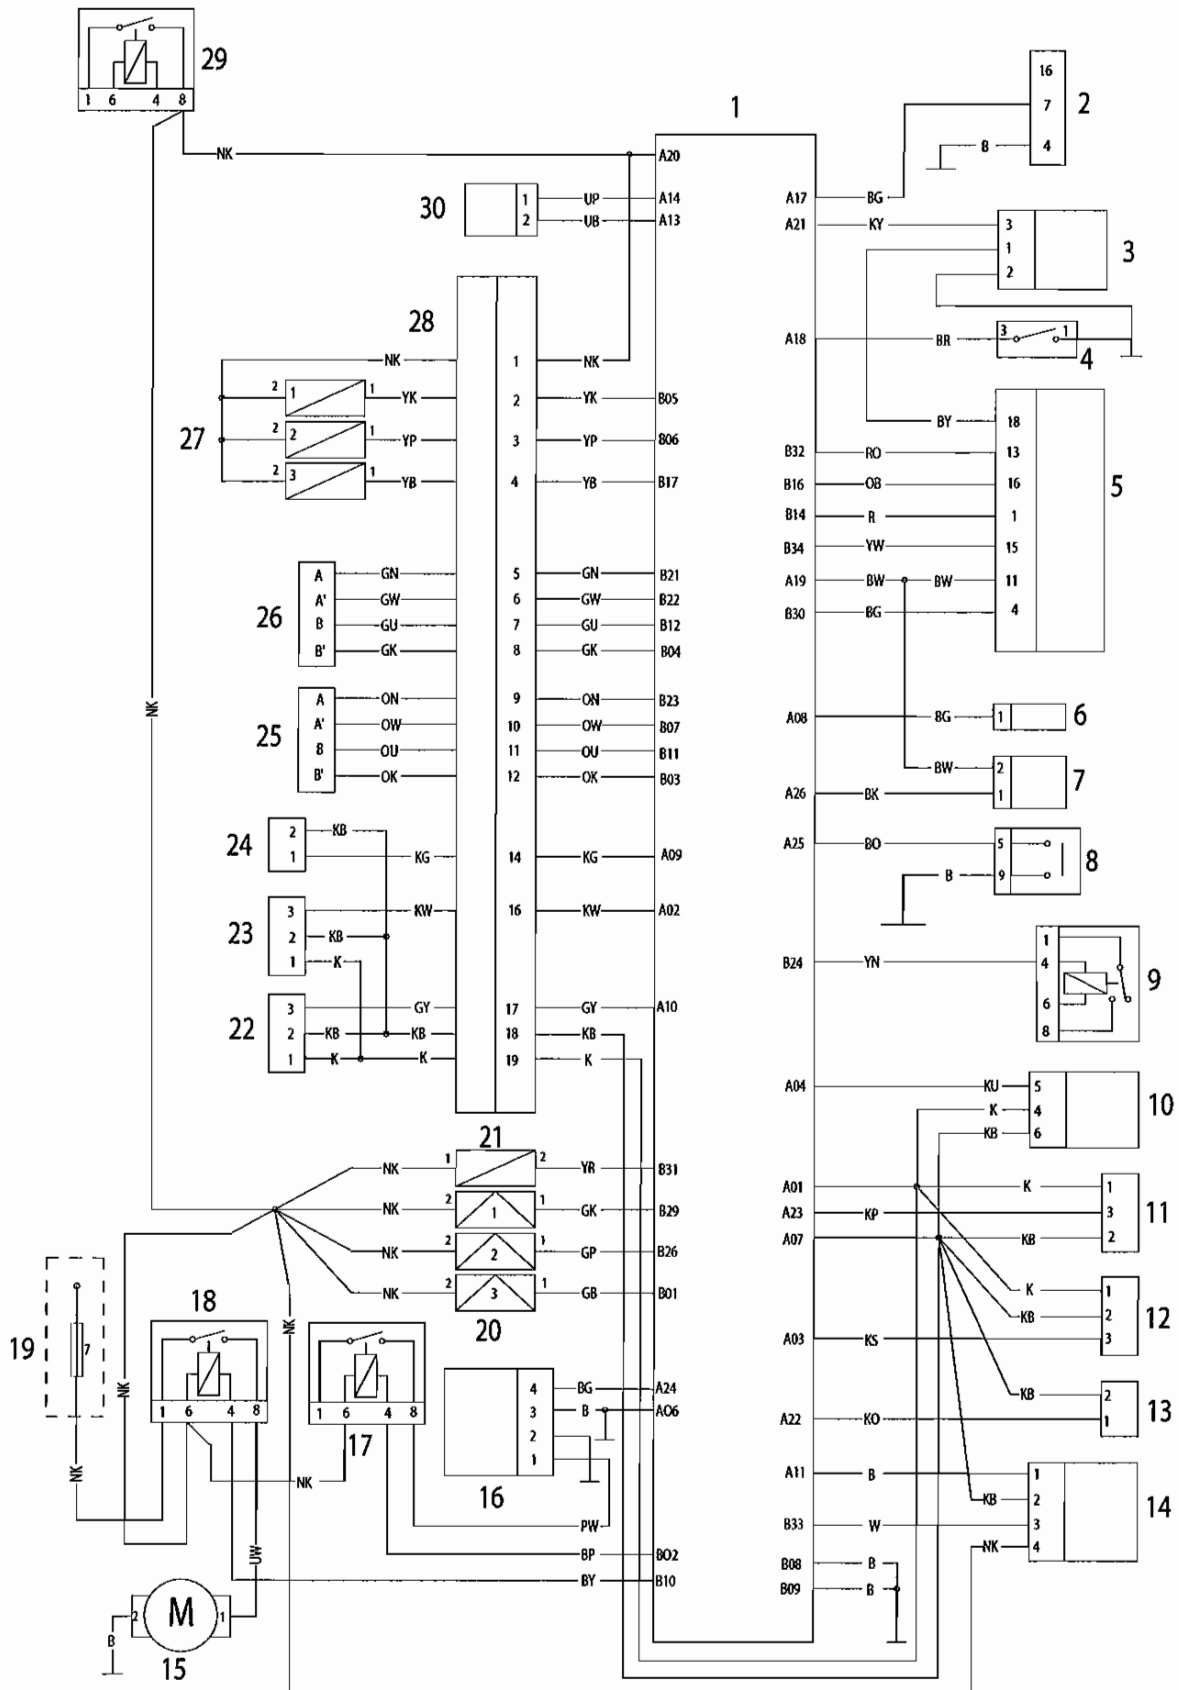 29
1 6 4 8
NK
A20
1
16
7
4
2
B
30
1 UP A14
2 UB A13
A17 BG
A21 KY 3
1
2
3
28
A18 BR 3 1
4
NK 1 NK
2 1 1 YK 2 YK B05
27
2 2 1 YP 3 YP B06
2 3 1 YB 4 YB B17
BY 18
B32 RO 13
B16 OB 16
5
B14 R 1
B34 YW 15
A19 BW BW 11
B30 BG 4
26
A GN 5 GN B21
A' GW 6 GW B22
B GU 7 GU B12
B' GK 8 GK B04
25
A ON 9 ON B23
A' OW 10 OW B07
B OU 11 OU B11
B' OK 12 OK B03
NK
A08 BG 1 6
BW 2
7
A26 BK 1
24
2 KB
1 KG 14 KG A09
A25 BO 5
8
B 9
23
3 KW 16 KW A02
2 KB
1 K
B24 YN
1
4
6
8
9
22
3 GY 17 GY A10
2 KB KB 18 KB
1 K K 19 K
A04 KU 5
K 4
KB 6
10
21
NK 1 2 YR B31
NK 2 1 1 GK B29
NK 2 2 1 GP B26
NK 2 3 1 GB B01
20
A01 K 1
A23 KP 3
A07 KB 2
11
K 1
KB 2
A03 KS 3
12
KB 2
A22 KO 1
13
19
7
NK
NK
18
1 6 4 8
NK
NK
17
1 6 4 8
4 BG A24
3 B AO6
2
1
16
PW
BP BO2
BY B10
A11 B 1
KB 2
B33 W 3
NK 4
14
B08 B
B09 B
UW
M
2 1
B
15